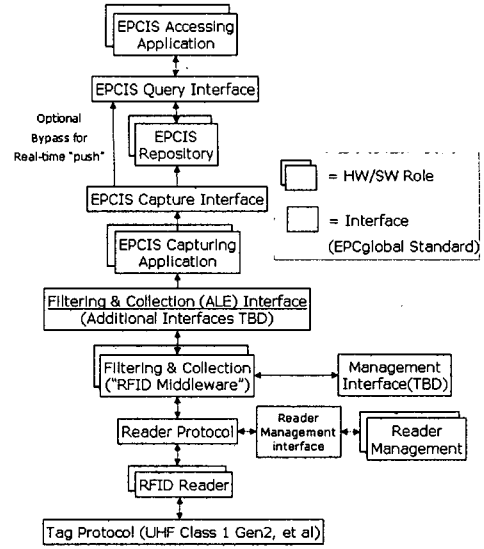 EPCIS Accessing
Application
EPCIS Query Interface
Optional
Bypass for
Real-time "push"
EPCIS
Repository
= HW/SW Role
EPCIS Capture Interface
= Interface
(EPCglobal Standard)
EPCIS Capturing
Application
Filtering & Collection (ALE) Interface
(Additional Interfaces TBD)
Filtering & Collection
("RFID Middleware")
Management
Interface(TBD)
Reader Protocol
Reader
Management
interface
Reader
Management
RFID Reader
Tag Protocol (UHF Class 1 Gen2, et al)